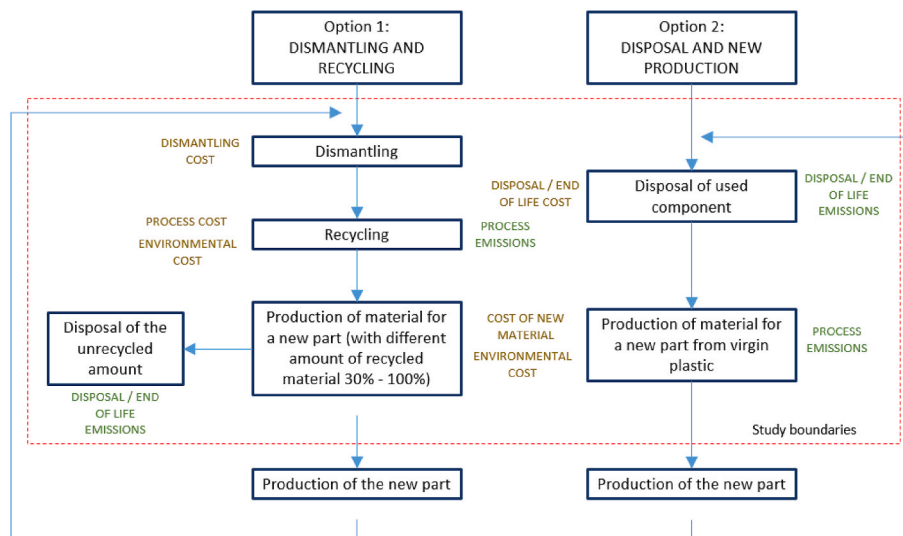 Option 1:
DISMANTLING AND
RECYCLING
Option 2:
DISPOSAL AND NEW
PRODUCTION
DISMANTLING
COST
Dismantling
DISPOSAL / END
OF LIFE COST
Disposal of used
component
DISPOSAL / END
OF LIFE
EMISSIONS
PROCESS COST
ENVIRONMENTAL
COST
Recycling
PROCESS
EMISSIONS
Disposal of the
unrecycled
amount
DISPOSAL / END
OF LIFE
EMISSIONS
Production of material for
a new part (with different
amount of recycled
material 30% - 100%)
COST OF NEW
MATERIAL
ENVIRONMENTAL
COST
Production of material for
a new part from virgin
plastic
PROCESS
EMISSIONS
Study boundaries
Production of the new part
Production of the new part